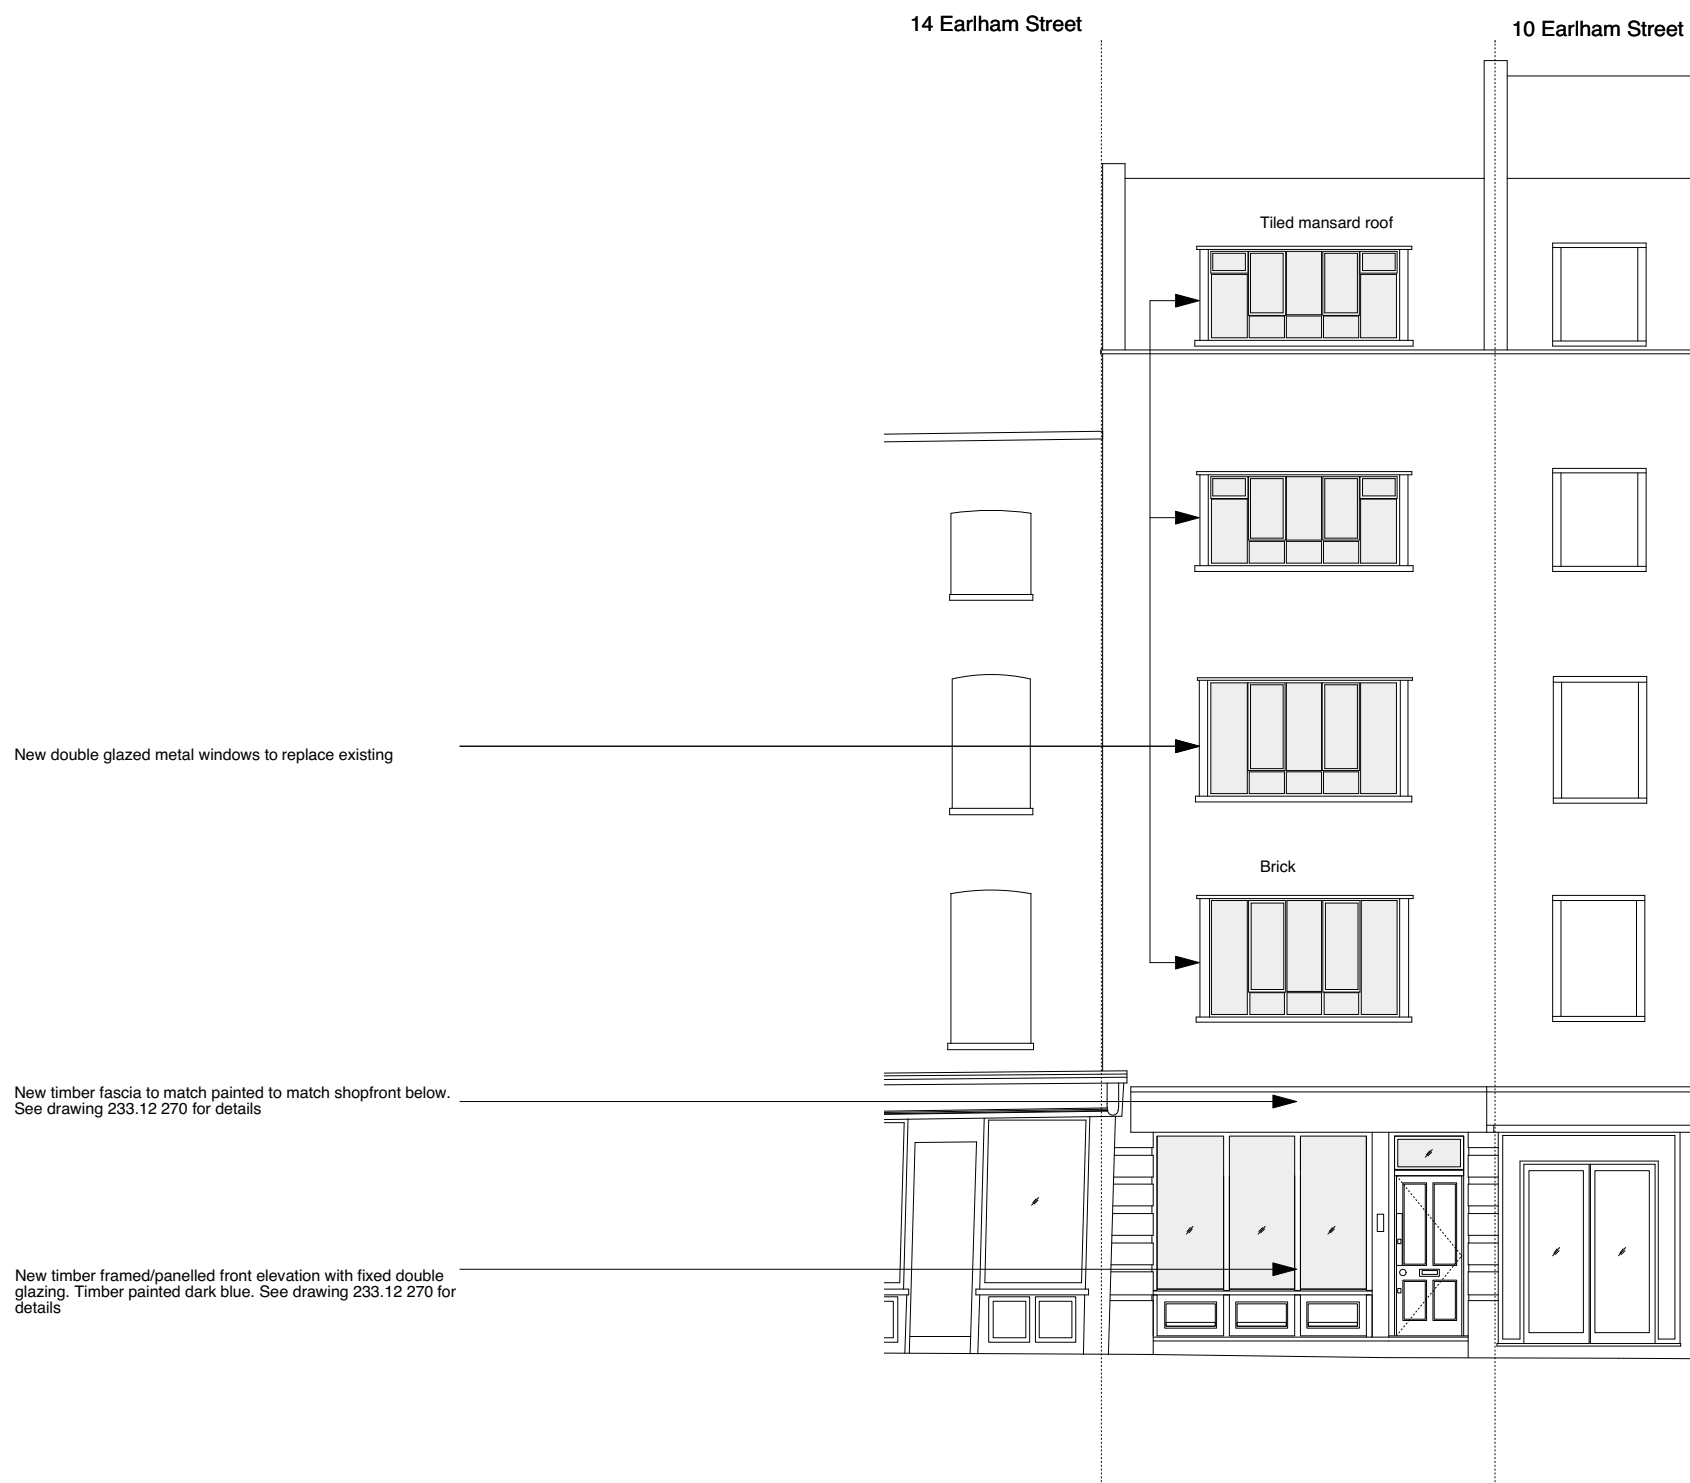 14 Earlham Street
10 Earlham Street
Tiled mansard roof
New double glazed metal windows to replace existing
Brick
New timber fascia to match painted to match shopfront below.
See drawing 233.12 270 for details
New timber framed/panelled front elevation with fixed double
glazing. Timber painted dark blue. See drawing 233.12 270 for
details